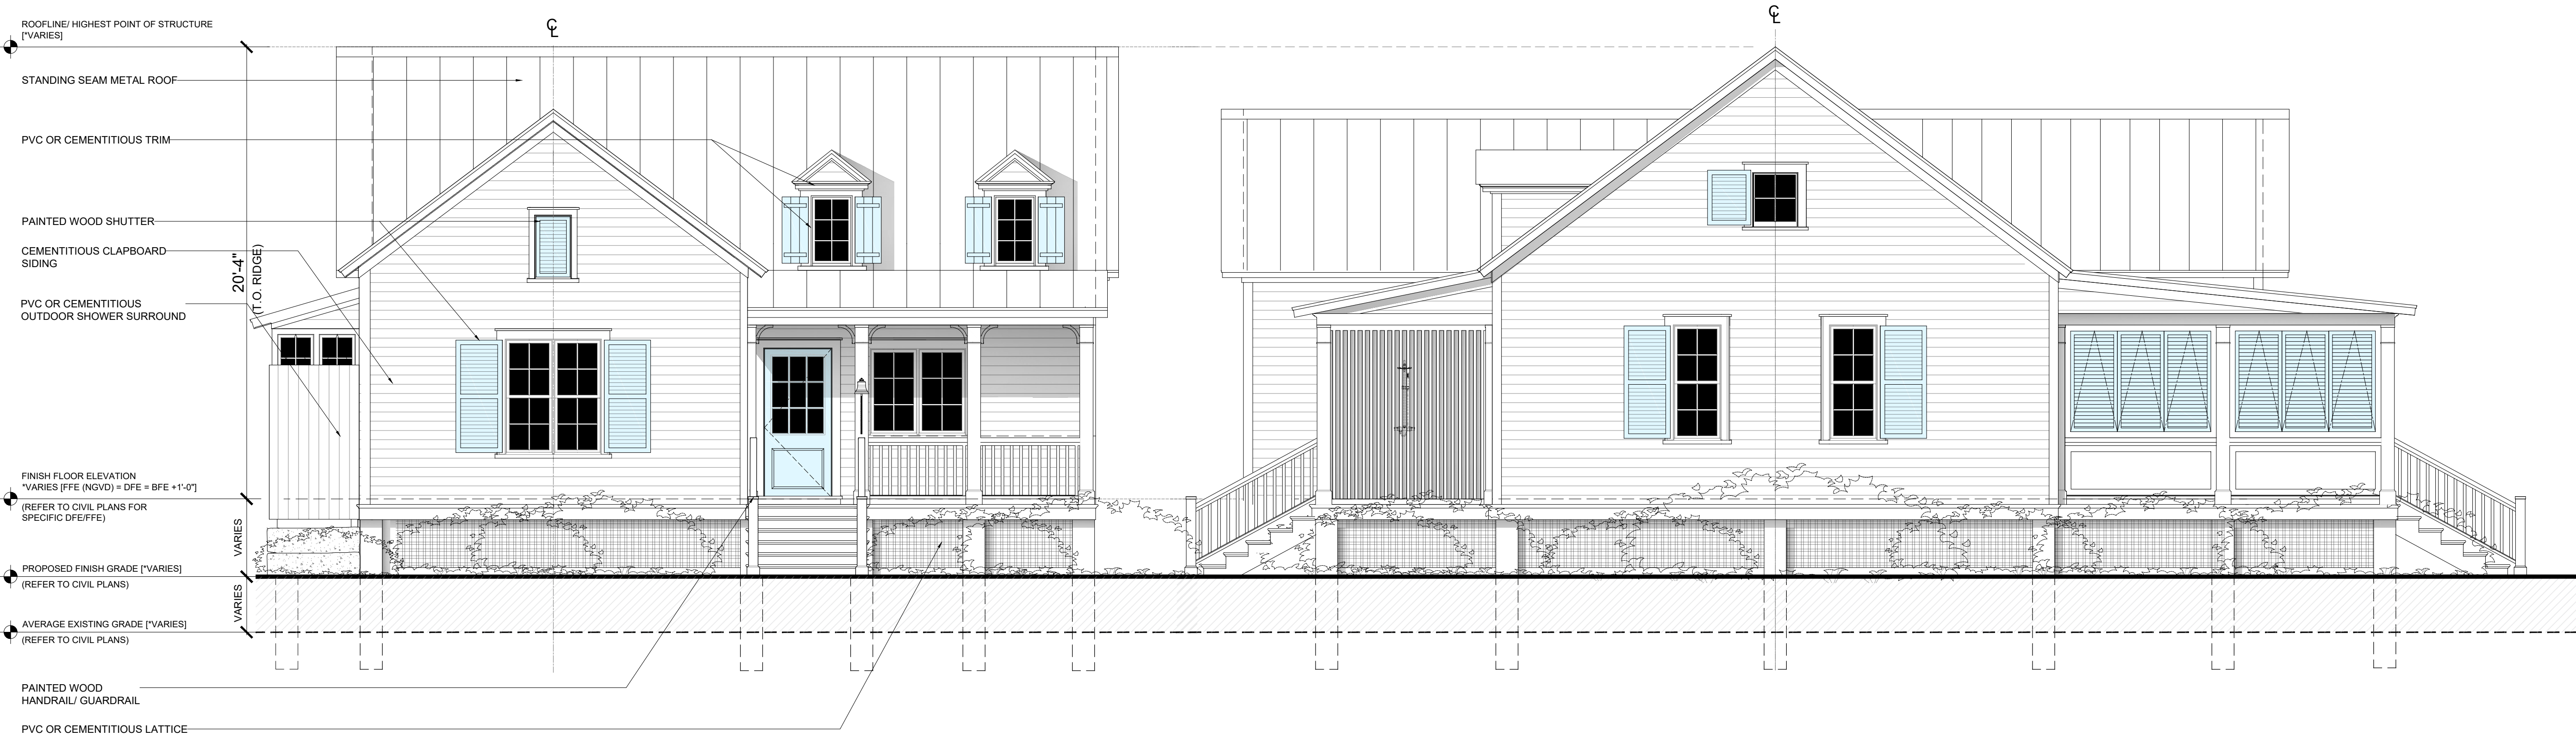 ROOFLINE/ HIGHEST POINT OF STRUCTURE
[*VARIES]
℄
℄
STANDING SEAM METAL ROOF
PVC OR CEMENTITIOUS TRIM
PAINTED WOOD SHUTTER
CEMENTITIOUS CLAPBOARD
SIDING
20'-4"
(T.O. RIDGE)
PVC OR CEMENTITIOUS
OUTDOOR SHOWER SURROUND
FINISH FLOOR ELEVATION
*VARIES [FFE (NGVD) = DFE = BFE +1'-0"]
(REFER TO CIVIL PLANS FOR
SPECIFIC DFE/FFE)
VARIES
PROPOSED FINISH GRADE [*VARIES]
(REFER TO CIVIL PLANS)
VARIES
AVERAGE EXISTING GRADE [*VARIES]
(REFER TO CIVIL PLANS)
PAINTED WOOD
HANDRAIL/ GUARDRAIL
PVC OR CEMENTITIOUS LATTICE